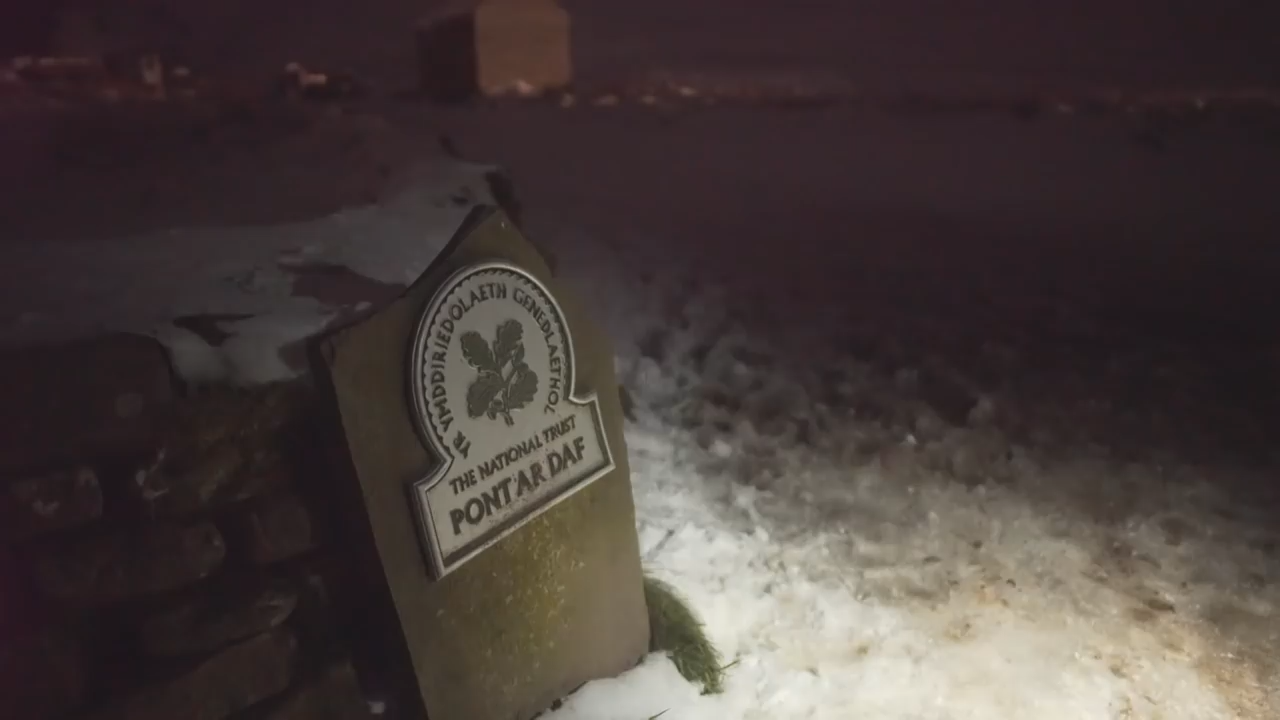 YR YMDDIRIEDOLAETH GENEDLAETHOL
THE NATIONAL TRUST
PONT AR DAF